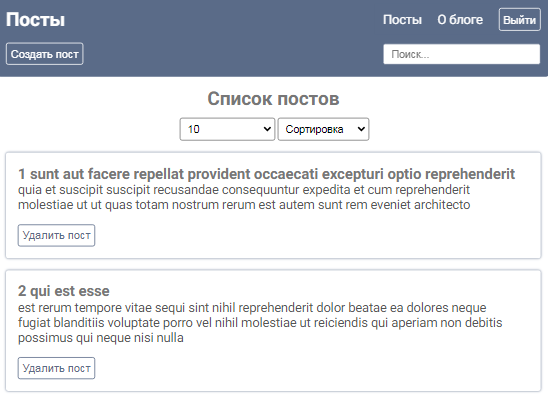 Посты
Посты О блоге Выйти
Создать пост
Поиск...
Список постов
10 Сортировка
1 sunt aut facere repellat provident occaecati excepturi optio reprehenderit
quia et suscipit suscipit recusandae consequuntur expedita et cum reprehenderit
molestiae ut ut quas totam nostrum rerum est autem sunt rem eveniet architecto
Удалить пост
2 qui est esse
est rerum tempore vitae sequi sint nihil reprehenderit dolor beatae ea dolores neque
fugiat blanditiis voluptate porro vel nihil molestiae ut reiciendis qui aperiam non debitis
possimus qui neque nisi nulla
Удалить пост